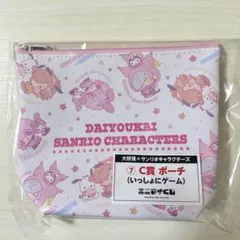 DAIYOUKAI
SANRIO CHARACTERS
大妖怪×サンリオキャラクターズ
⑦ C賞 ポーチ
(いっしょにゲーム)